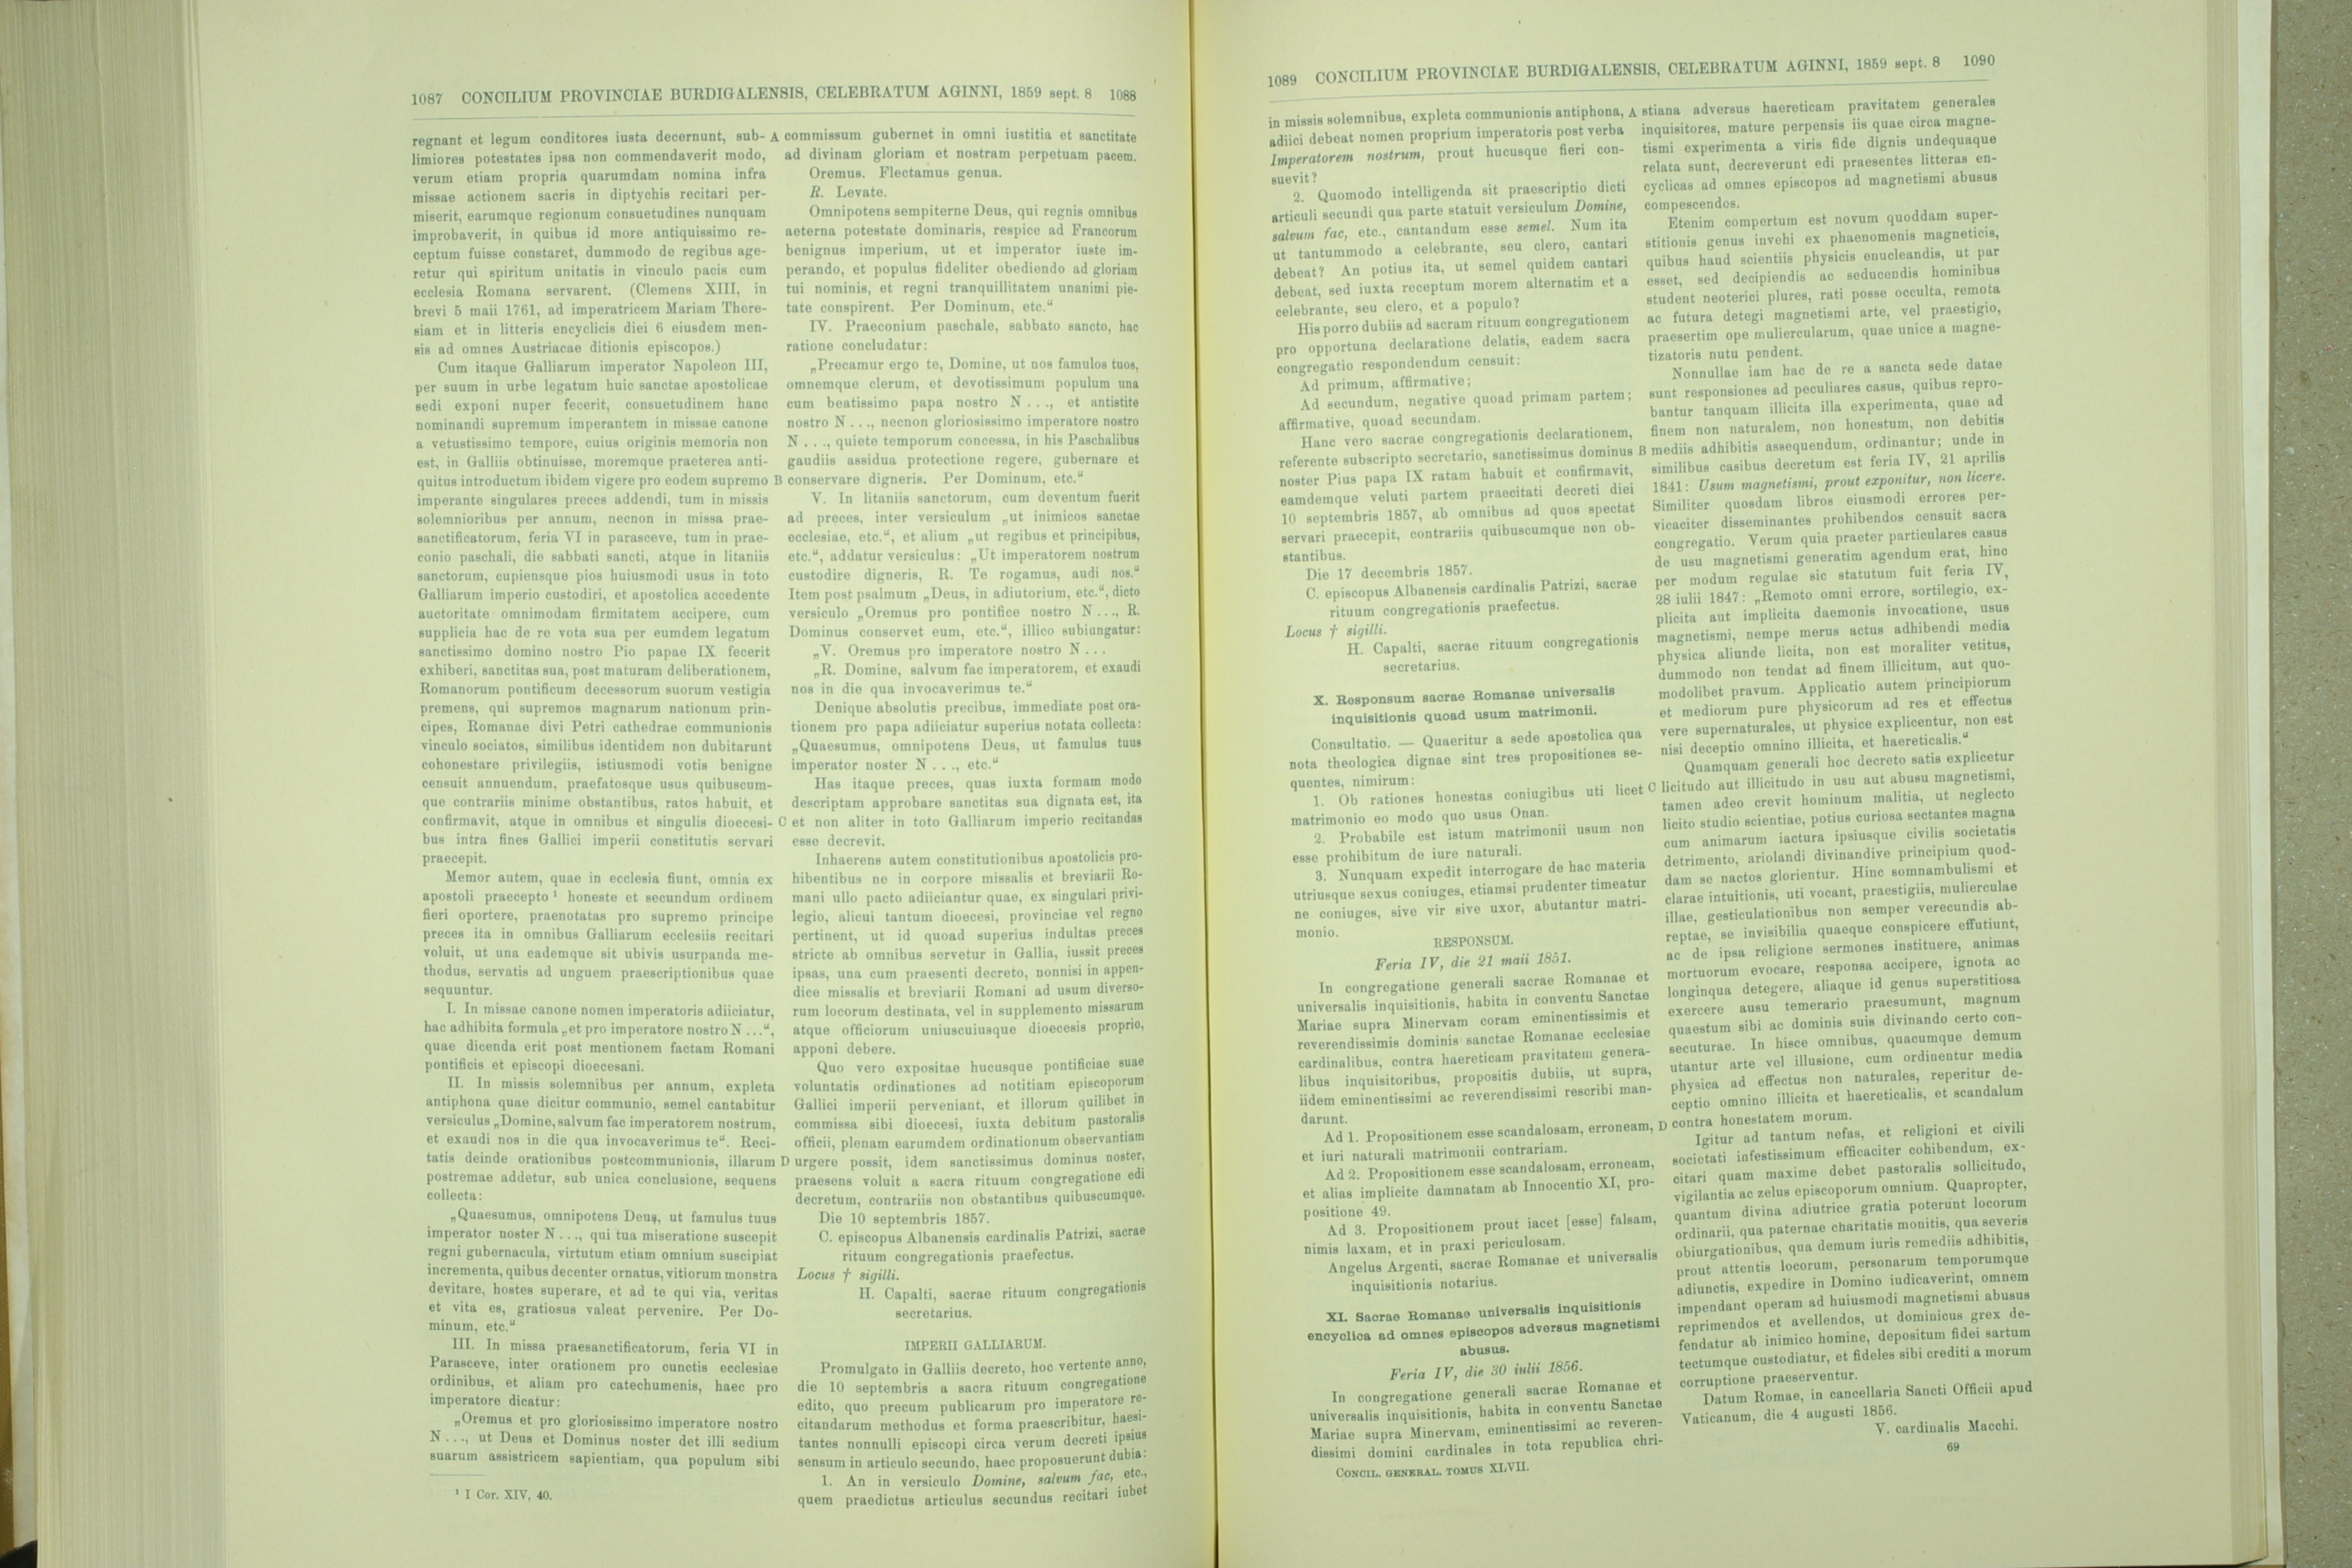 1087 CONCILIUM PROVINCIAE BURDIGALENSIS, CELEBRATUM AGINNI, 1859 sept. 8 1088
regnant et legum conditores iusta decernunt, sub-
limiores potestates ipsa non commendaverit modo,
verum etiam propria quarumdam nomina infra
missae actionem sacris in diptychis recitari per-
miserit, earumque regionum consuetudines nunquam
improbaverit, in quibus id more antiquissimo re-
ceptum fuisse constaret, dummodo de regibus age-
retur qui spiritum unitatis in vinculo pacis cum
ecclesia Romana servarent. (Clemens XIII, in
brevi 5 maii 1761, ad imperatricem Mariam There-
siam et in litteris encyclicis diei 6 eiusdem men-
sis ad omnes Austriacae ditionis episcopos.)
Cum itaque Galliarum imperator Napoleon III,
per suum in urbe legatum huic sanctae apostolicae
sedi exponi nuper fecerit, consuetudinem hanc
nominandi supremum imperantem in missae canone
a vetustissimo tempore, cuius originis memoria non
est, in Galliis obtinuisse, moremque praeterea anti-
quitus introductum ibidem vigere pro eodem supremo
imperante singulares preces addendi, tum in missis
solemnioribus per annum, necnon in missa prae-
sanctificatorum, feria VI in parasceve, tum in prae-
conio paschali, die sabbati sancti, atque in litaniis
sanctorum, cupiensque pios huiusmodi usus in toto
Galliarum imperio custodiri, et apostolica accedente
auctoritate omnimodam firmitatem accipere, cum
supplicia hac de re vota sua per eumdem legatum
sanctissimo domino nostro Pio papae IX fecerit
exhiberi, sanctitas sua, post maturam deliberationem,
Romanorum pontificum decessorum suorum vestigia
premens, qui supremos magnarum nationum prin-
cipes, Romanae divi Petri cathedrae communionis
vinculo sociatos, similibus identidem non dubitarunt
cohonestare privilegiis, istiusmodi votis benigne
censuit annuendum, praefatosque usus quibuscum-
que contrariis minime obstantibus, ratos habuit, et
confirmavit, atque in omnibus et singulis dioecesi-
bus intra fines Gallici imperii constitutis servari
praecepit.
Memor autem, quae in ecclesia fiunt, omnia ex
apostoli praecepto ¹ honeste et secundum ordinem
fieri oportere, praenotatas pro supremo principe
preces ita in omnibus Galliarum ecclesiis recitari
voluit, ut una eademque sit ubivis usurpanda me-
thodus, servatis ad unguem praescriptionibus quae
sequuntur.
I. In missae canone nomen imperatoris adiiciatur,
hac adhibita formula „et pro imperatore nostro N ...“,
quae dicenda erit post mentionem factam Romani
pontificis et episcopi dioecesani.
II. In missis solemnibus per annum, expleta
antiphona quae dicitur communio, semel cantabitur
versiculus „Domine, salvum fac imperatorem nostrum,
et exaudi nos in die qua invocaverimus te“. Reci-
tatis deinde orationibus postcommunionis, illarum
postremae addetur, sub unica conclusione, sequens
collecta:
„Quaesumus, omnipotens Deus, ut famulus tuus
imperator noster N . . ., qui tua miseratione suscepit
regni gubernacula, virtutum etiam omnium suscipiat
incrementa, quibus decenter ornatus, vitiorum monstra
devitare, hostes superare, et ad te qui via, veritas
et vita es, gratiosus valeat pervenire. Per Do-
minum, etc.“
III. In missa praesanctificatorum, feria VI in
Parasceve, inter orationem pro cunctis ecclesiae
ordinibus, et aliam pro catechumenis, haec pro
imperatore dicatur:
„Oremus et pro gloriosissimo imperatore nostro
N . . ., ut Deus et Dominus noster det illi sedium
suarum assistricem sapientiam, qua populum sibi
¹ I Cor. XIV, 40.
A commissum gubernet in omni iustitia et sanctitate
ad divinam gloriam et nostram perpetuam pacem.
Oremus. Flectamus genua.
R. Levate.
Omnipotens sempiterne Deus, qui regnis omnibus
aeterna potestate dominaris, respice ad Francorum
benignus imperium, ut et imperator iuste im-
perando, et populus fideliter obediendo ad gloriam
tui nominis, et regni tranquillitatem unanimi pie-
tate conspirent. Per Dominum, etc.“
IV. Praeconium paschale, sabbato sancto, hac
ratione concludatur:
„Precamur ergo te, Domine, ut nos famulos tuos,
omnemque clerum, et devotissimum populum una
cum beatissimo papa nostro N . . ., et antistite
nostro N . . ., necnon gloriosissimo imperatore nostro
N . . ., quiete temporum concessa, in his Paschalibus
gaudiis assidua protectione regere, gubernare et
B conservare digneris. Per Dominum, etc.“
V. In litaniis sanctorum, cum deventum fuerit
ad preces, inter versiculum „ut inimicos sanctae
ecclesiae, etc.“, et alium „ut regibus et principibus,
etc.“, addatur versiculus: „Ut imperatorem nostrum
custodire digneris, R. Te rogamus, audi nos.“
Item post psalmum „Deus, in adiutorium, etc.“, dicto
versiculo „Oremus pro pontifice nostro N . . ., R.
Dominus conservet eum, etc.“, illico subiungatur:
„V. Oremus pro imperatore nostro N . . .
„R. Domine, salvum fac imperatorem, et exaudi
nos in die qua invocaverimus te.“
Denique absolutis precibus, immediate post ora-
tionem pro papa adiiciatur superius notata collecta:
„Quaesumus, omnipotens Deus, ut famulus tuus
imperator noster N . . ., etc.“
Has itaque preces, quas iuxta formam modo
descriptam approbare sanctitas sua dignata est, ita
C et non aliter in toto Galliarum imperio recitandas
esse decrevit.
Inhaerens autem constitutionibus apostolicis pro-
hibentibus ne in corpore missalis et breviarii Ro-
mani ullo pacto adiiciantur quae, ex singulari privi-
legio, alicui tantum dioecesi, provinciae vel regno
pertinent, ut id quoad superius indultas preces
stricte ab omnibus servetur in Gallia, iussit preces
ipsas, una cum praesenti decreto, nonnisi in appen-
dice missalis et breviarii Romani ad usum diverso-
rum locorum destinata, vel in supplemento missarum
atque officiorum uniuscuiusque dioecesis proprio,
apponi debere.
Quo vero expositae hucusque pontificiae suae
voluntatis ordinationes ad notitiam episcoporum
Gallici imperii perveniant, et illorum quilibet in
commissa sibi dioecesi, iuxta debitum pastoralis
officii, plenam earumdem ordinationum observantiam
D urgere possit, idem sanctissimus dominus noster,
praesens voluit a sacra rituum congregatione edi
decretum, contrariis non obstantibus quibuscumque.
Die 10 septembris 1857.
C. episcopus Albanensis cardinalis Patrizi, sacrae
rituum congregationis praefectus.
Locus † sigilli.
H. Capalti, sacrae rituum congregationis
secretarius.
IMPERII GALLIARUM.
Promulgato in Galliis decreto, hoc vertente anno,
die 10 septembris a sacra rituum congregatione
edito, quo precum publicarum pro imperatore re-
citandarum methodus et forma praescribitur, haesi-
tantes nonnulli episcopi circa verum decreti ipsius
sensum in articulo secundo, haec proposuerunt dubia:
1. An in versiculo Domine, salvum fac, etc.,
quem praedictus articulus secundus recitari iubet
1089 CONCILIUM PROVINCIAE BURDIGALENSIS, CELEBRATUM AGINNI, 1859 sept. 8 1090
in missis solemnibus, expleta communionis antiphona,
adiici debeat nomen proprium imperatoris post verba
Imperatorem nostrum, prout hucusque fieri con-
suevit?
2. Quomodo intelligenda sit praescriptio dicti
articuli secundi qua parte statuit versiculum Domine,
salvum fac, etc., cantandum esse semel. Num ita
ut tantummodo a celebrante, seu clero, cantari
debeat? An potius ita, ut semel quidem cantari
debeat, sed iuxta receptum morem alternatim et a
celebrante, seu clero, et a populo?
His porro dubiis ad sacram rituum congregationem
pro opportuna declaratione delatis, eadem sacra
congregatio respondendum censuit:
Ad primum, affirmative;
Ad secundum, negative quoad primam partem;
affirmative, quoad secundam.
Hanc vero sacrae congregationis declarationem,
referente subscripto secretario, sanctissimus dominus
noster Pius papa IX ratam habuit et confirmavit,
eamdemque veluti partem praecitati decreti diei
10 septembris 1857, ab omnibus ad quos spectat
servari praecepit, contrariis quibuscumque non ob-
stantibus.
Die 17 decembris 1857.
C. episcopus Albanensis cardinalis Patrizi, sacrae
rituum congregationis praefectus.
Locus † sigilli.
H. Capalti, sacrae rituum congregationis
secretarius.
X. Responsum sacrae Romanae universalis
inquisitionis quoad usum matrimonii.
Consultatio. — Quaeritur a sede apostolica qua
nota theologica dignae sint tres propositiones se-
quentes, nimirum:
1. Ob rationes honestas coniugibus uti licet
matrimonio eo modo quo usus Onan.
2. Probabile est istum matrimonii usum non
esse prohibitum de iure naturali.
3. Nunquam expedit interrogare de hac materia
utriusque sexus coniuges, etiamsi prudenter timeatur
ne coniuges, sive vir sive uxor, abutantur matri-
monio.
RESPONSUM.
Feria IV, die 21 maii 1851.
In congregatione generali sacrae Romanae et
universalis inquisitionis, habita in conventu Sanctae
Mariae supra Minervam coram eminentissimis et
reverendissimis dominis sanctae Romanae ecclesiae
cardinalibus, contra haereticam pravitatem genera-
libus inquisitoribus, propositis dubiis, ut supra,
iidem eminentissimi ac reverendissimi rescribi man-
darunt.
Ad 1. Propositionem esse scandalosam, erroneam,
et iuri naturali matrimonii contrariam.
Ad 2. Propositionem esse scandalosam, erroneam,
et alias implicite damnatam ab Innocentio XI, pro-
positione 49.
Ad 3. Propositionem prout iacet [esse] falsam,
nimis laxam, et in praxi periculosam.
Angelus Argenti, sacrae Romanae et universalis
inquisitionis notarius.
XI. Sacrae Romanae universalis inquisitionis
encyclica ad omnes episcopos adversus magnetismi
abusus.
Feria IV, die 30 iulii 1856.
In congregatione generali sacrae Romanae et
universalis inquisitionis, habita in conventu Sanctae
Mariae supra Minervam, eminentissimi ac reveren-
dissimi domini cardinales in tota republica chri-
CONCIL. GENERAL. TOMUS XLVII.
A stiana adversus haereticam pravitatem generales
inquisitores, mature perpensis iis quae circa magne-
tismi experimenta a viris fide dignis undequaque
relata sunt, decreverunt edi praesentes litteras en-
cyclicas ad omnes episcopos ad magnetismi abusus
compescendos.
Etenim compertum est novum quoddam super-
stitionis genus invehi ex phaenomenis magneticis,
quibus haud scientiis physicis enucleandis, ut par
esset, sed decipiendis ac seducendis hominibus
student neoterici plures, rati posse occulta, remota
ac futura detegi magnetismi arte, vel praestigio,
praesertim ope muliercularum, quae unice a magne-
tizatoris nutu pendent.
Nonnullae iam hac de re a sancta sede datae
sunt responsiones ad peculiares casus, quibus repro-
bantur tanquam illicita illa experimenta, quae ad
finem non naturalem, non honestum, non debitis
B mediis adhibitis assequendum, ordinantur; unde in
similibus casibus decretum est feria IV, 21 aprilis
1841: Usum magnetismi, prout exponitur, non licere.
Similiter quosdam libros eiusmodi errores per-
vicaciter disseminantes prohibendos censuit sacra
congregatio. Verum quia praeter particulares casus
de usu magnetismi generatim agendum erat, hinc
per modum regulae sic statutum fuit feria IV,
28 iulii 1847: „Remoto omni errore, sortilegio, ex-
plicita aut implicita daemonis invocatione, usus
magnetismi, nempe merus actus adhibendi media
physica aliunde licita, non est moraliter vetitus,
dummodo non tendat ad finem illicitum, aut quo-
modolibet pravum. Applicatio autem principiorum
et mediorum pure physicorum ad res et effectus
vere supernaturales, ut physice explicentur, non est
nisi deceptio omnino illicita, et haereticalis.“
Quamquam generali hoc decreto satis explicetur
C licitudo aut illicitudo in usu aut abusu magnetismi,
tamen adeo crevit hominum malitia, ut neglecto
licito studio scientiae, potius curiosa sectantes magna
cum animarum iactura ipsiusque civilis societatis
detrimento, ariolandi divinandive principium quod-
dam se nactos glorientur. Hinc somnambulismi et
clarae intuitionis, uti vocant, praestigiis, mulierculae
illae, gesticulationibus non semper verecundis ab-
reptae, se invisibilia quaeque conspicere effutiunt,
ac de ipsa religione sermones instituere, animas
mortuorum evocare, responsa accipere, ignota ac
longinqua detegere, aliaque id genus superstitiosa
exercere ausu temerario praesumunt, magnum
quaestum sibi ac dominis suis divinando certo con-
secuturae. In hisce omnibus, quacumque demum
utantur arte vel illusione, cum ordinentur media
physica ad effectus non naturales, reperitur de-
ceptio omnino illicita et haereticalis, et scandalum
D contra honestatem morum.
Igitur ad tantum nefas, et religioni et civili
societati infestissimum efficaciter cohibendum, ex-
citari quam maxime debet pastoralis sollicitudo,
vigilantia ac zelus episcoporum omnium. Quapropter,
quantum divina adiutrice gratia poterunt locorum
ordinarii, qua paternae charitatis monitis, qua severis
obiurgationibus, qua demum iuris remediis adhibitis,
prout attentis locorum, personarum temporumque
adiunctis, expedire in Domino iudicaverint, omnem
impendant operam ad huiusmodi magnetismi abusus
reprimendos et avellendos, ut dominicus grex de-
fendatur ab inimico homine, depositum fidei sartum
tectumque custodiatur, et fideles sibi crediti a morum
corruptione praeserventur.
Datum Romae, in cancellaria Sancti Officii apud
Vaticanum, die 4 augusti 1856.
V. cardinalis Macchi.
69